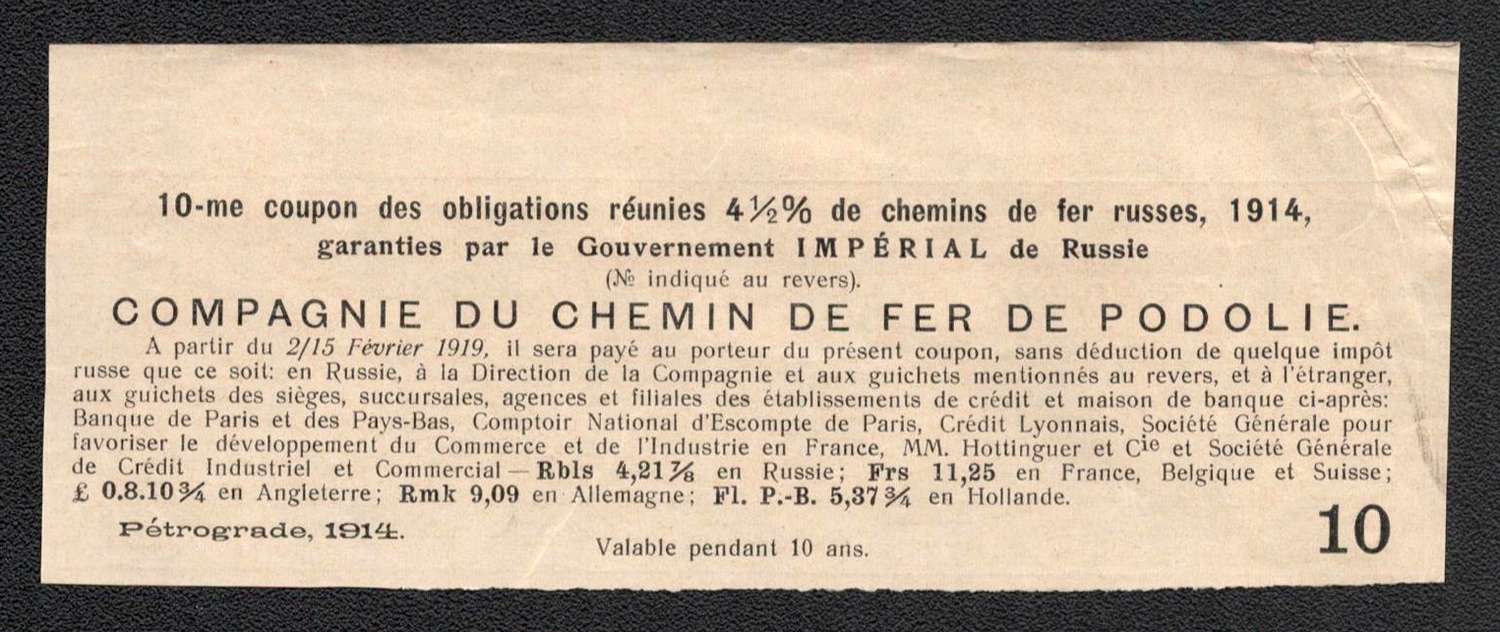 10-me coupon des obligations réunies 4½% de chemins de fer russes, 1914,
garanties par le Gouvernement IMPÉRIAL de Russie
(№ indiqué au revers).
COMPAGNIE DU CHEMIN DE FER DE PODOLIE.
A partir du 2/15 Février 1919, il sera payé au porteur du présent coupon, sans déduction de quelque impôt
russe que ce soit: en Russie, à la Direction de la Compagnie et aux guichets mentionnés au revers, et à l'étranger,
aux guichets des sièges, succursales, agences et filiales des établissements de crédit et maison de banque ci-après:
Banque de Paris et des Pays-Bas, Comptoir National d'Escompte de Paris, Crédit Lyonnais, Société Générale pour
favoriser le développement du Commerce et de l'Industrie en France, MM. Hottinguer et Cie et Société Générale
de Crédit Industriel et Commercial — Rbls 4,21⅞ en Russie; Frs 11,25 en France, Belgique et Suisse;
£ 0.8.10¾ en Angleterre; Rmk 9,09 en Allemagne; Fl. P.-B. 5,37¾ en Hollande.
Pétrograde, 1914.
Valable pendant 10 ans.
10